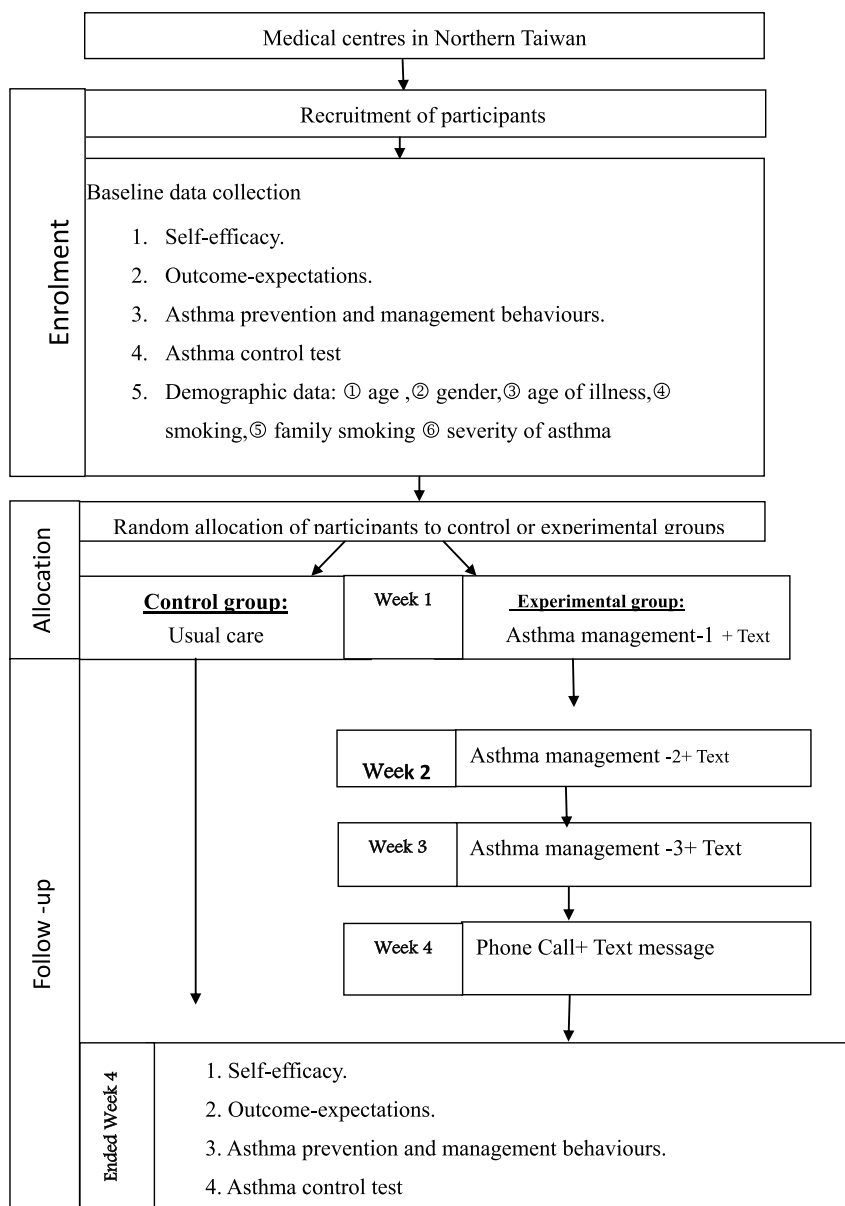 Medical centres in Northern Taiwan
Enrolment
Recruitment of participants
Baseline data collection
1. Self-efficacy.
2. Outcome-expectations.
3. Asthma prevention and management behaviours.
4. Asthma control test
5. Demographic data: ① age ,② gender,③ age of illness,④
smoking,⑤ family smoking ⑥ severity of asthma
Allocation
Random allocation of participants to control or experimental groups
Control group:
Usual care
Week 1
Experimental group:
Asthma management-1 + Text
Follow -up
Week 2
Asthma management -2+ Text
Week 3
Asthma management -3+ Text
Week 4
Phone Call+ Text message
Ended Week 4
1. Self-efficacy.
2. Outcome-expectations.
3. Asthma prevention and management behaviours.
4. Asthma control test